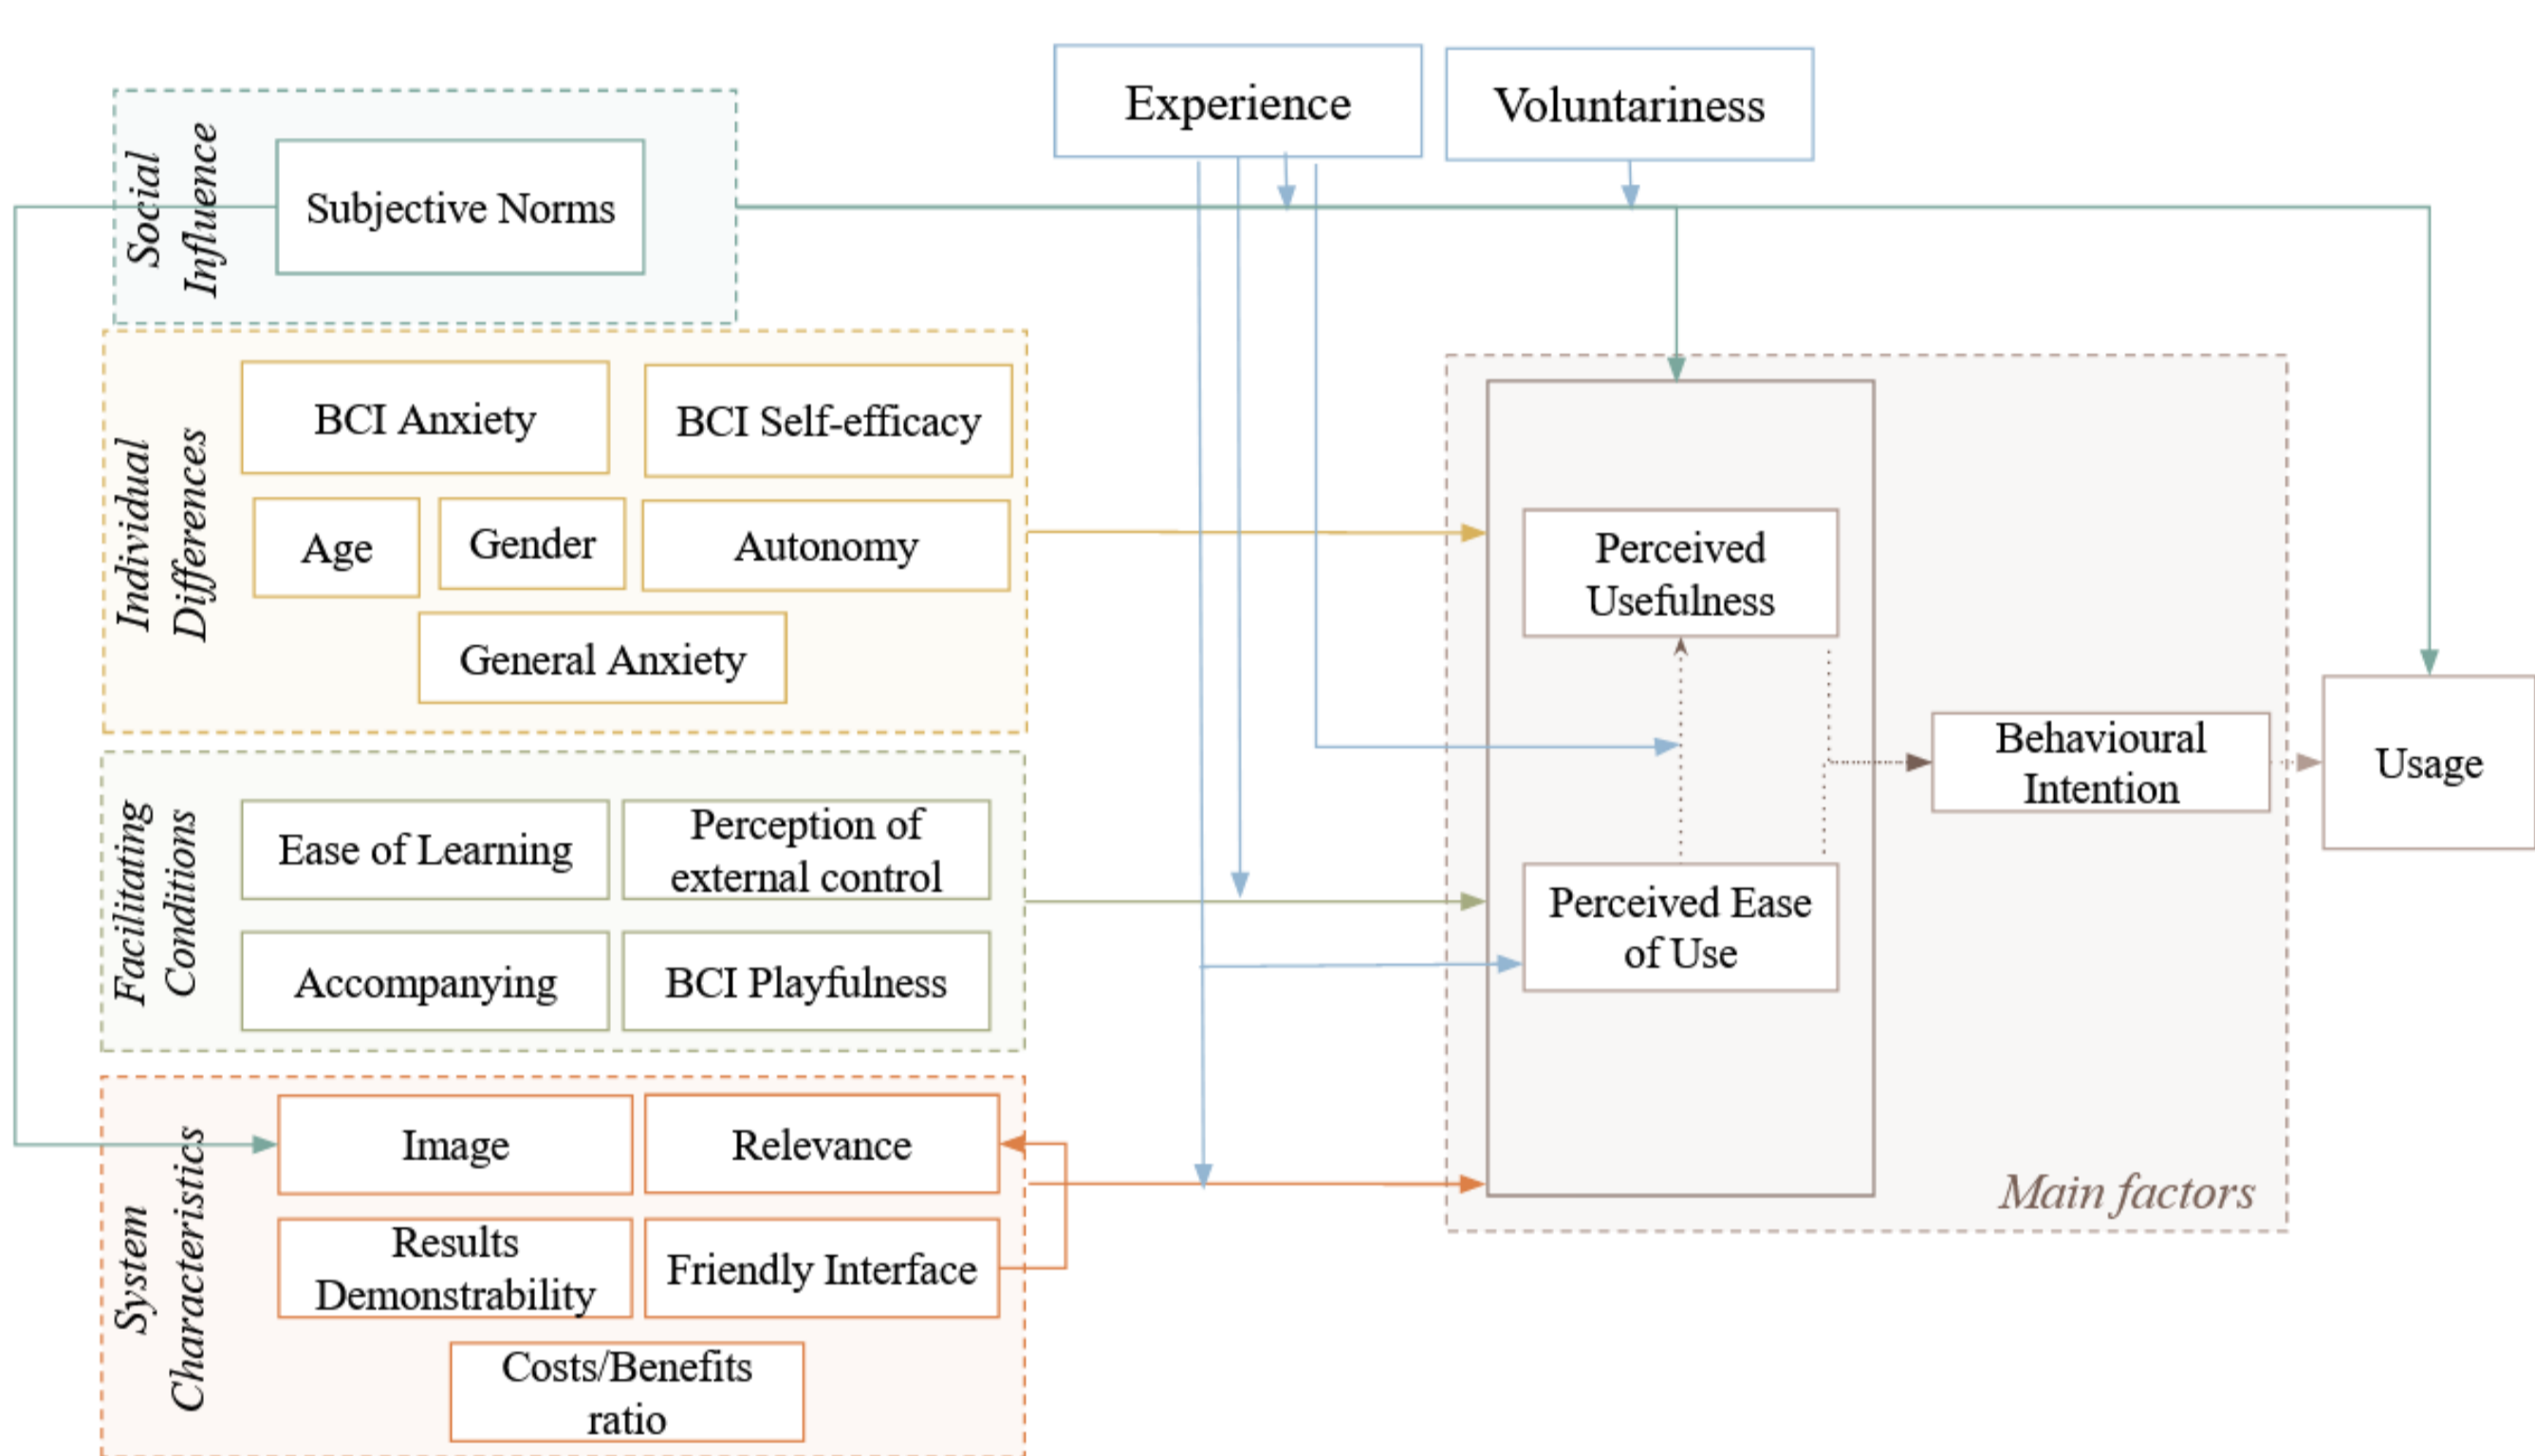 Experience
Voluntariness
Social
Influence
Subjective Norms
Individual
Differences
BCI Anxiety
BCI Self-efficacy
Age
Gender
Autonomy
General Anxiety
Facilitating
Conditions
Ease of Learning
Perception of
external control
Accompanying
BCI Playfulness
System
Characteristics
Image
Relevance
Results
Demonstrability
Friendly Interface
Costs/Benefits
ratio
Perceived
Usefulness
Perceived Ease
of Use
Behavioural
Intention
Usage
Main factors